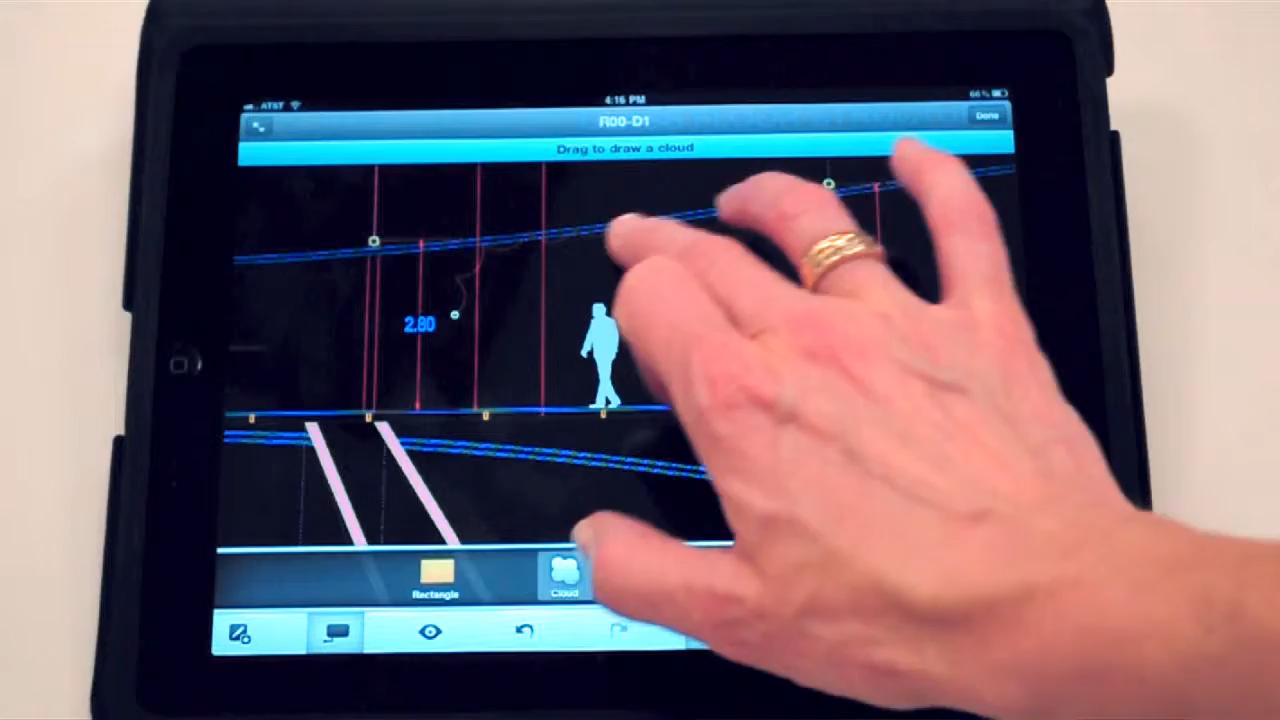 AT&T 4:16 PM 66%
R00-D1 Done
Drag to draw a cloud
2.80
Rectangle Cloud